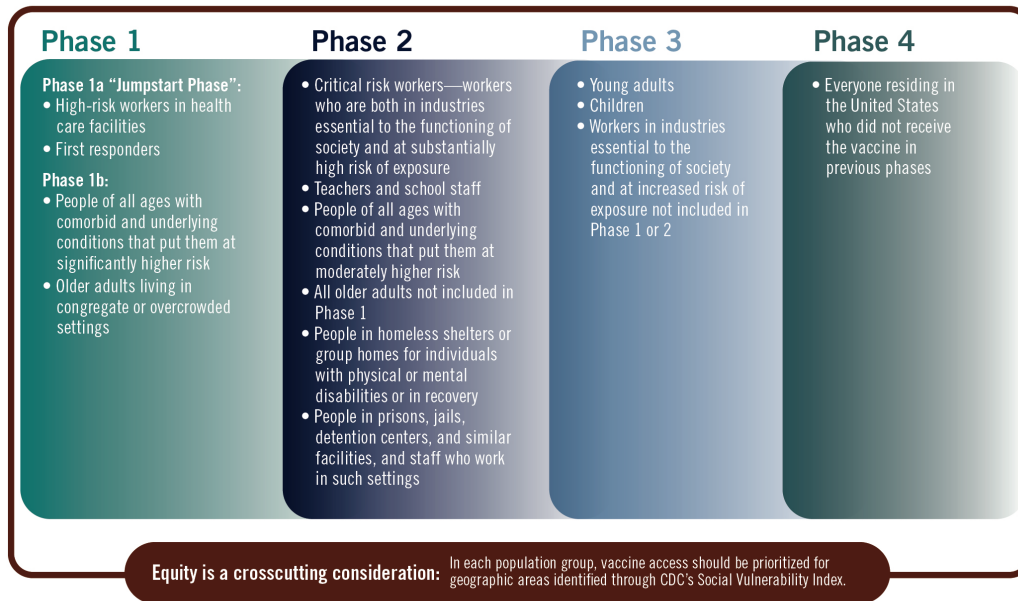 Phase 1
Phase 1a “Jumpstart Phase”:
• High-risk workers in health
care facilities
• First responders
Phase 1b:
• People of all ages with
comorbid and underlying
conditions that put them at
significantly higher risk
• Older adults living in
congregate or overcrowded
settings
Phase 2
• Critical risk workers—workers
who are both in industries
essential to the functioning of
society and at substantially
high risk of exposure
• Teachers and school staff
• People of all ages with
comorbid and underlying
conditions that put them at
moderately higher risk
• All older adults not included in
Phase 1
• People in homeless shelters or
group homes for individuals
with physical or mental
disabilities or in recovery
• People in prisons, jails,
detention centers, and similar
facilities, and staff who work
in such settings
Phase 3
• Young adults
• Children
• Workers in industries
essential to the
functioning of society
and at increased risk of
exposure not included in
Phase 1 or 2
Phase 4
• Everyone residing in
the United States
who did not receive
the vaccine in
previous phases
Equity is a crosscutting consideration:
In each population group, vaccine access should be prioritized for
geographic areas identified through CDC’s Social Vulnerability Index.